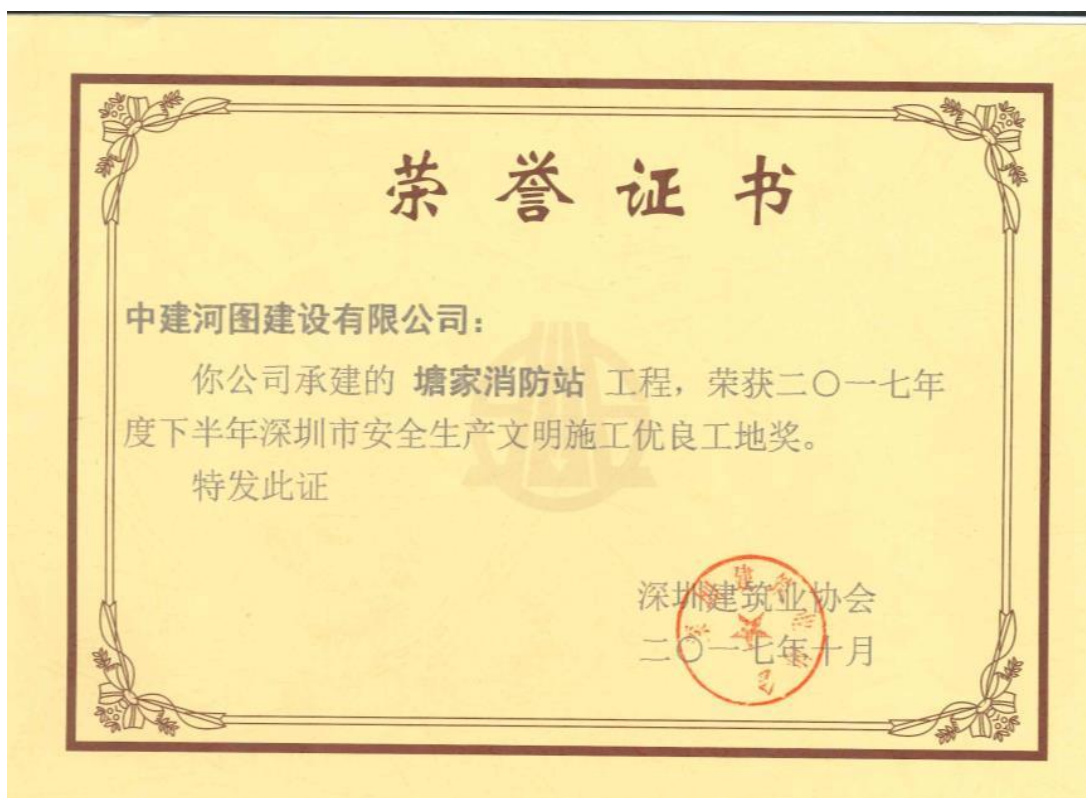 荣誉证书
中建河图建设有限公司：
你公司承建的 塘家消防站 工程，荣获二〇一七年
度下半年深圳市安全生产文明施工优良工地奖。
特发此证
深圳建筑业协会
二〇一七年十月